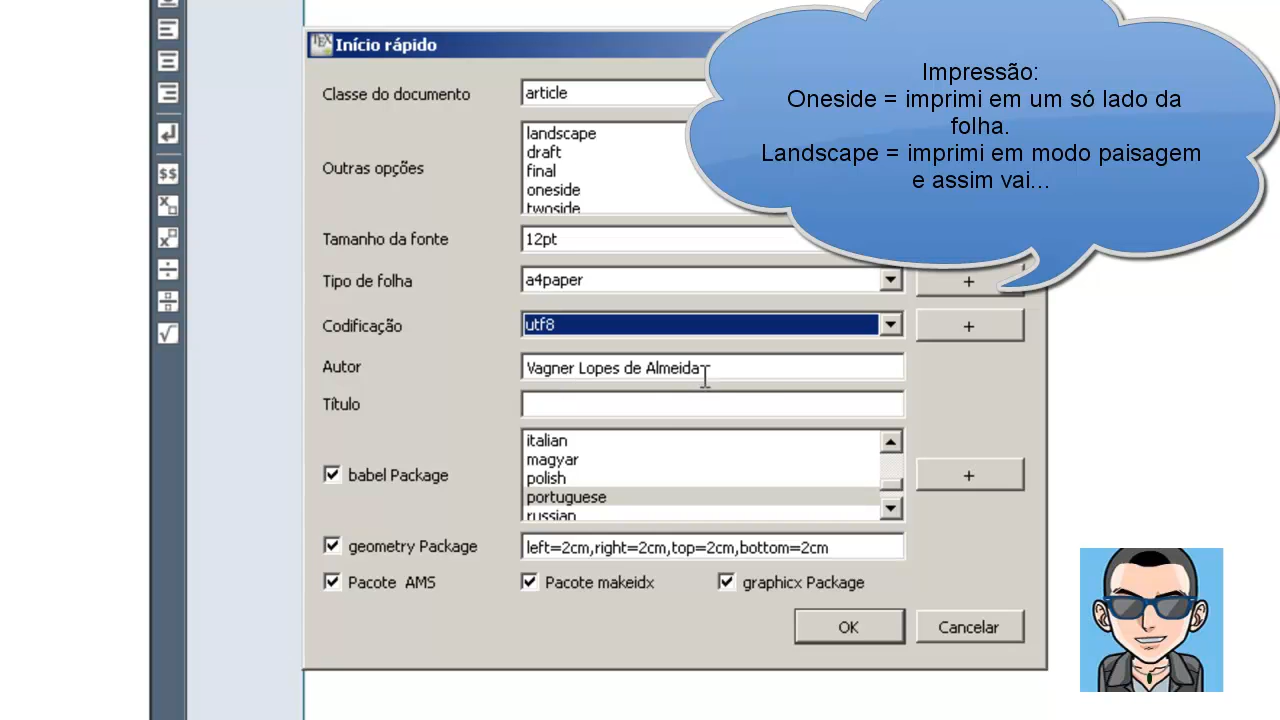 Início rápido
Impressão:
Oneside = imprimi em um só lado da
folha.
Landscape = imprimi em modo paisagem
e assim vai...
Classe do documento
article
Outras opções
landscape
draft
final
oneside
twoside
Tamanho da fonte
12pt
Tipo de folha
a4paper
+
Codificação
utf8
+
Autor
Vagner Lopes de Almeida
Título
babel Package
italian
magyar
polish
portuguese
russian
+
geometry Package
left=2cm,right=2cm,top=2cm,bottom=2cm
Pacote AMS
Pacote makeidx
graphicx Package
OK
Cancelar
$$